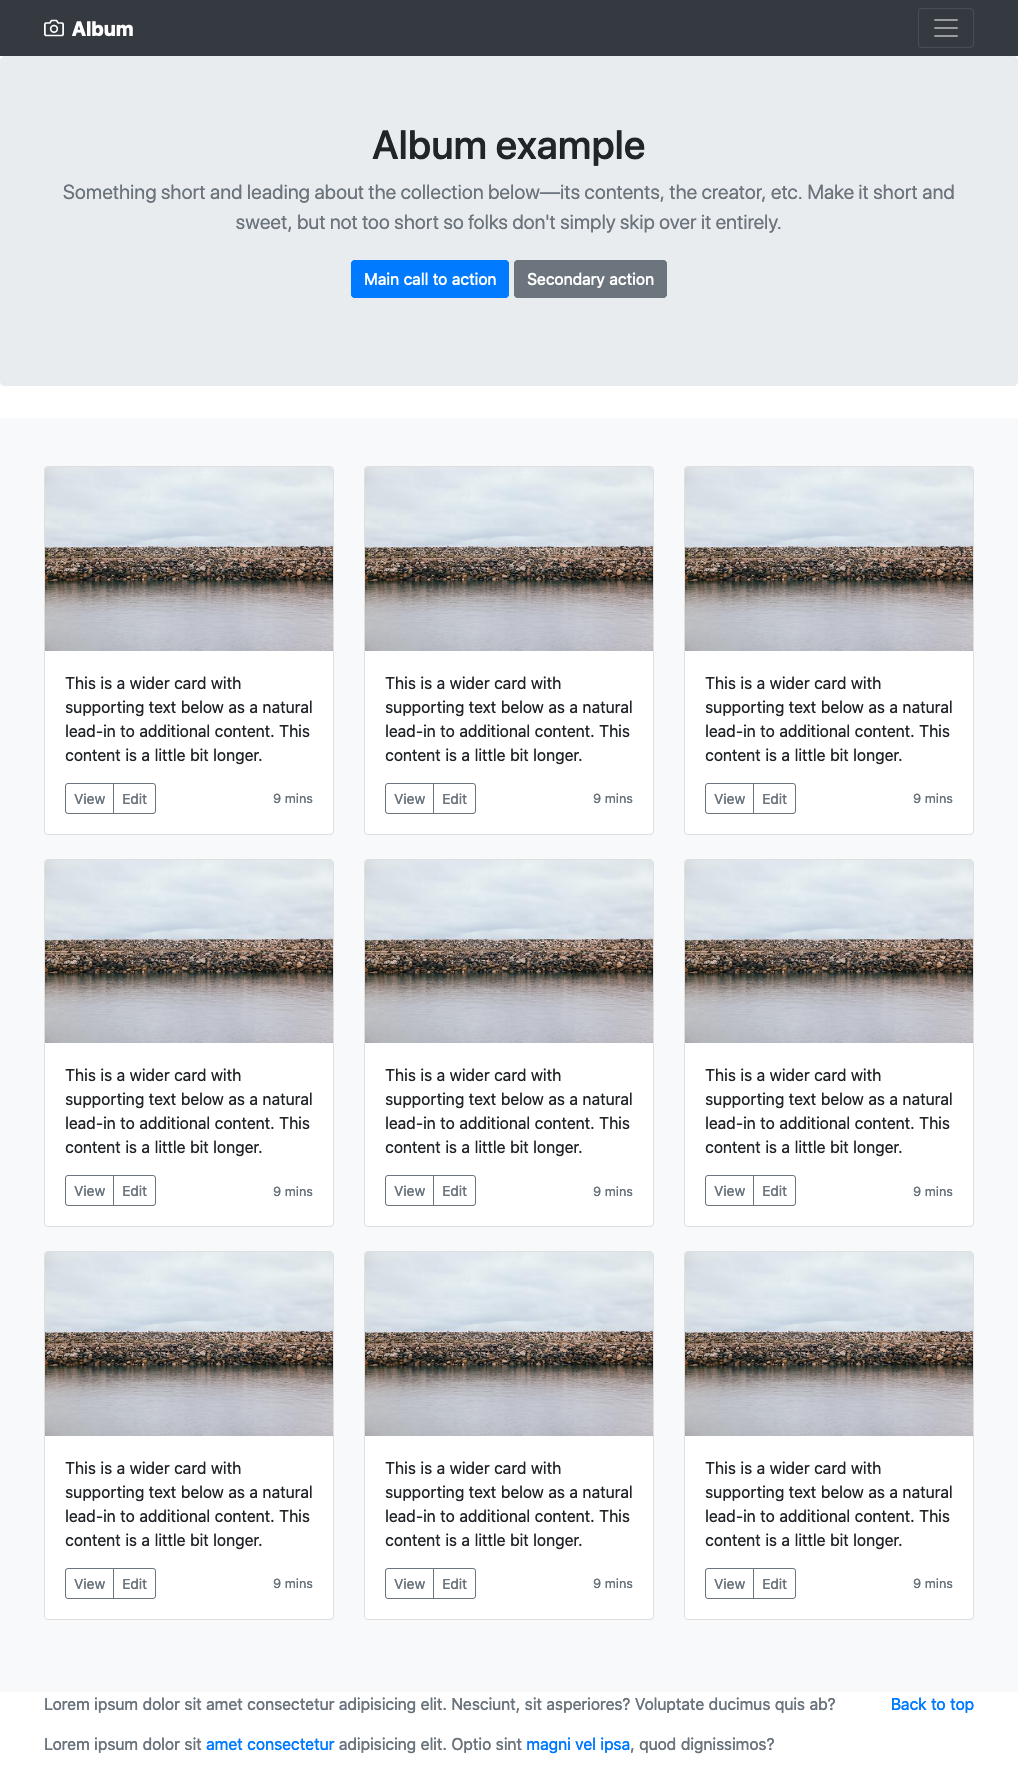 Album
Album example
Something short and leading about the collection below—its contents, the creator, etc. Make it short and
sweet, but not too short so folks don't simply skip over it entirely.
Main call to action Secondary action
This is a wider card with
supporting text below as a natural
lead-in to additional content. This
content is a little bit longer.
View Edit 9 mins
This is a wider card with
supporting text below as a natural
lead-in to additional content. This
content is a little bit longer.
View Edit 9 mins
This is a wider card with
supporting text below as a natural
lead-in to additional content. This
content is a little bit longer.
View Edit 9 mins
This is a wider card with
supporting text below as a natural
lead-in to additional content. This
content is a little bit longer.
View Edit 9 mins
This is a wider card with
supporting text below as a natural
lead-in to additional content. This
content is a little bit longer.
View Edit 9 mins
This is a wider card with
supporting text below as a natural
lead-in to additional content. This
content is a little bit longer.
View Edit 9 mins
This is a wider card with
supporting text below as a natural
lead-in to additional content. This
content is a little bit longer.
View Edit 9 mins
This is a wider card with
supporting text below as a natural
lead-in to additional content. This
content is a little bit longer.
View Edit 9 mins
This is a wider card with
supporting text below as a natural
lead-in to additional content. This
content is a little bit longer.
View Edit 9 mins
Lorem ipsum dolor sit amet consectetur adipisicing elit. Nesciunt, sit asperiores? Voluptate ducimus quis ab? Back to top
Lorem ipsum dolor sit amet consectetur adipisicing elit. Optio sint magni vel ipsa, quod dignissimos?